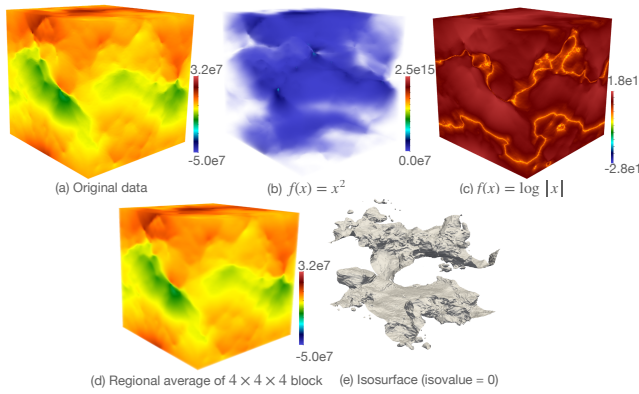 3.2e7
-5.0e7
(a) Original data
2.5e15
0.0e7
(b) f(x) = x²
1.8e1
-2.8e1
(c) f(x) = log |x|
3.2e7
-5.0e7
(d) Regional average of 4 × 4 × 4 block
(e) Isosurface (isovalue = 0)